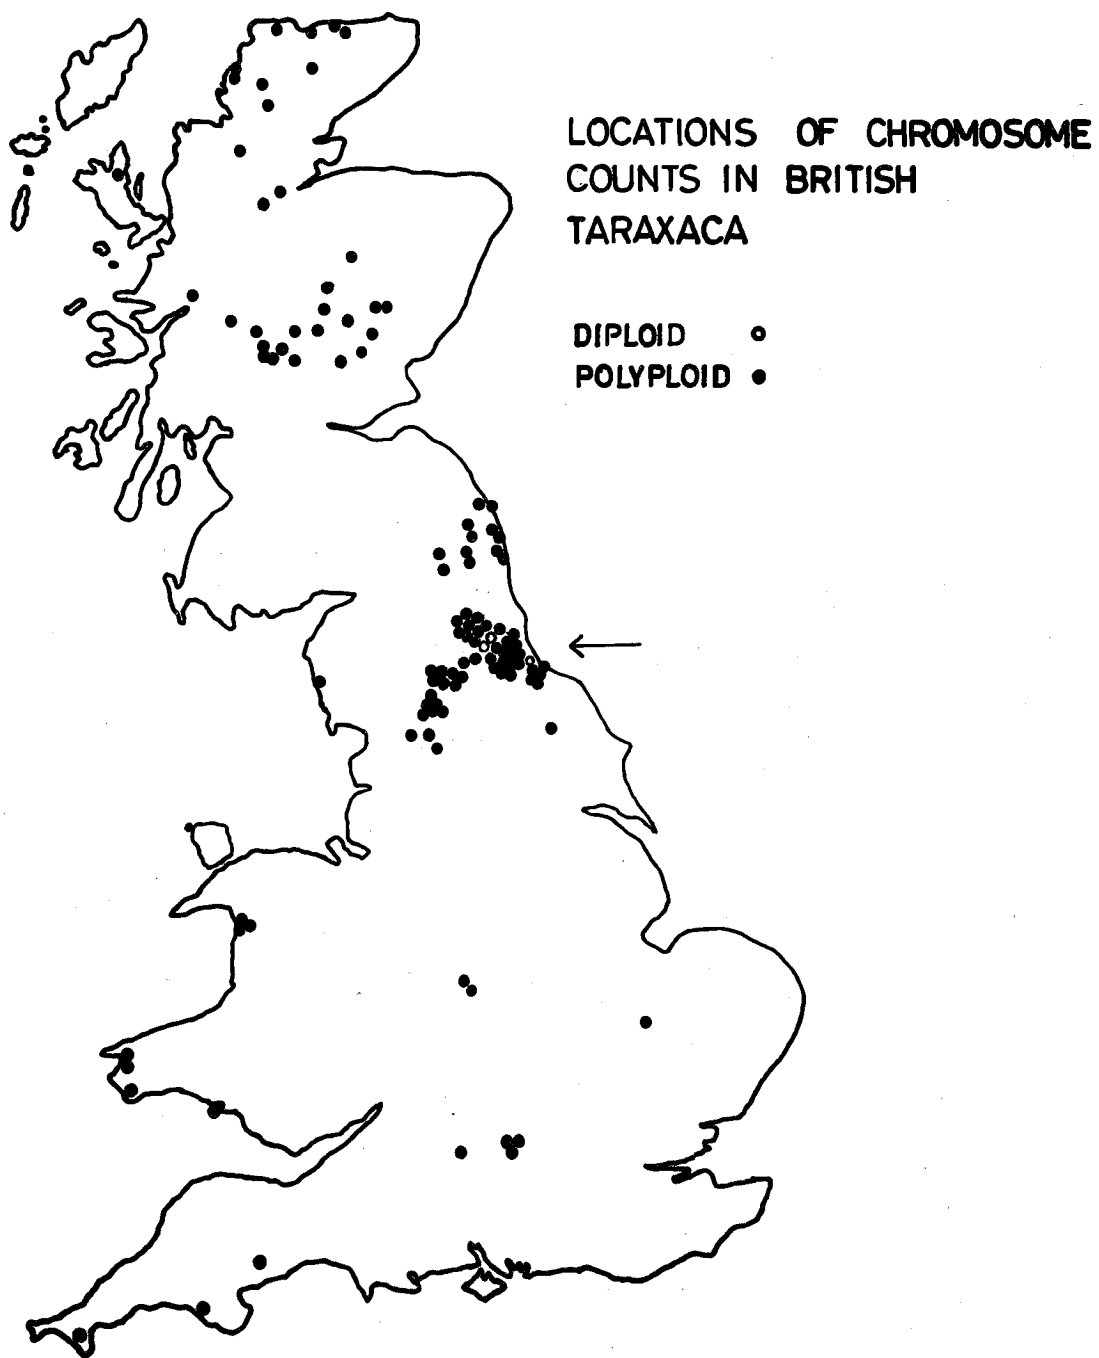 LOCATIONS OF CHROMOSOME
COUNTS IN BRITISH
TARAXACA
DIPLOID
POLYPLOID